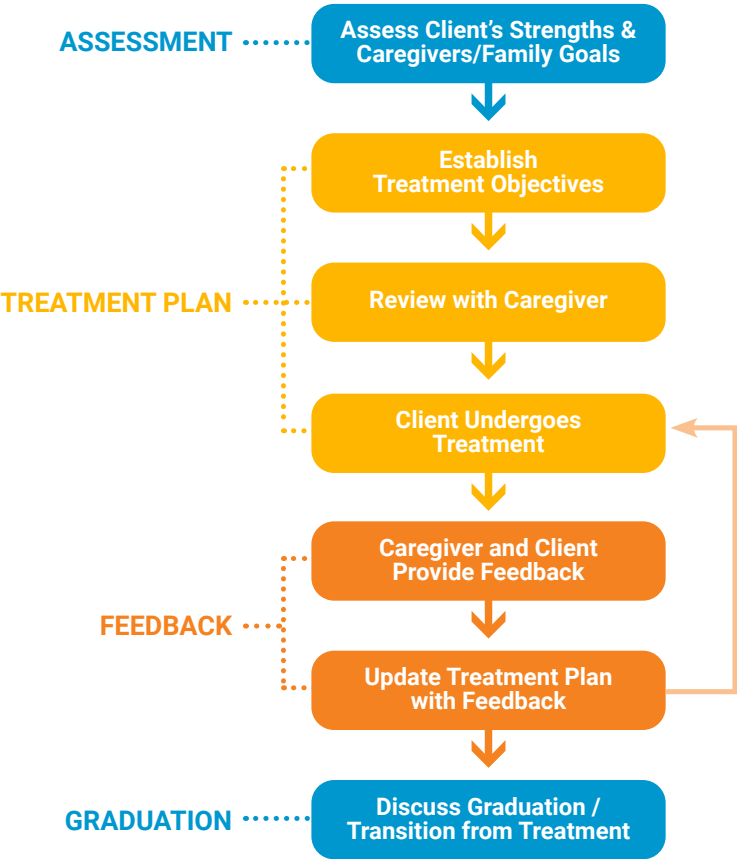 ASSESSMENT
Assess Client’s Strengths &
Caregivers/Family Goals
Establish
Treatment Objectives
TREATMENT PLAN
Review with Caregiver
Client Undergoes
Treatment
Caregiver and Client
Provide Feedback
FEEDBACK
Update Treatment Plan
with Feedback
GRADUATION
Discuss Graduation /
Transition from Treatment